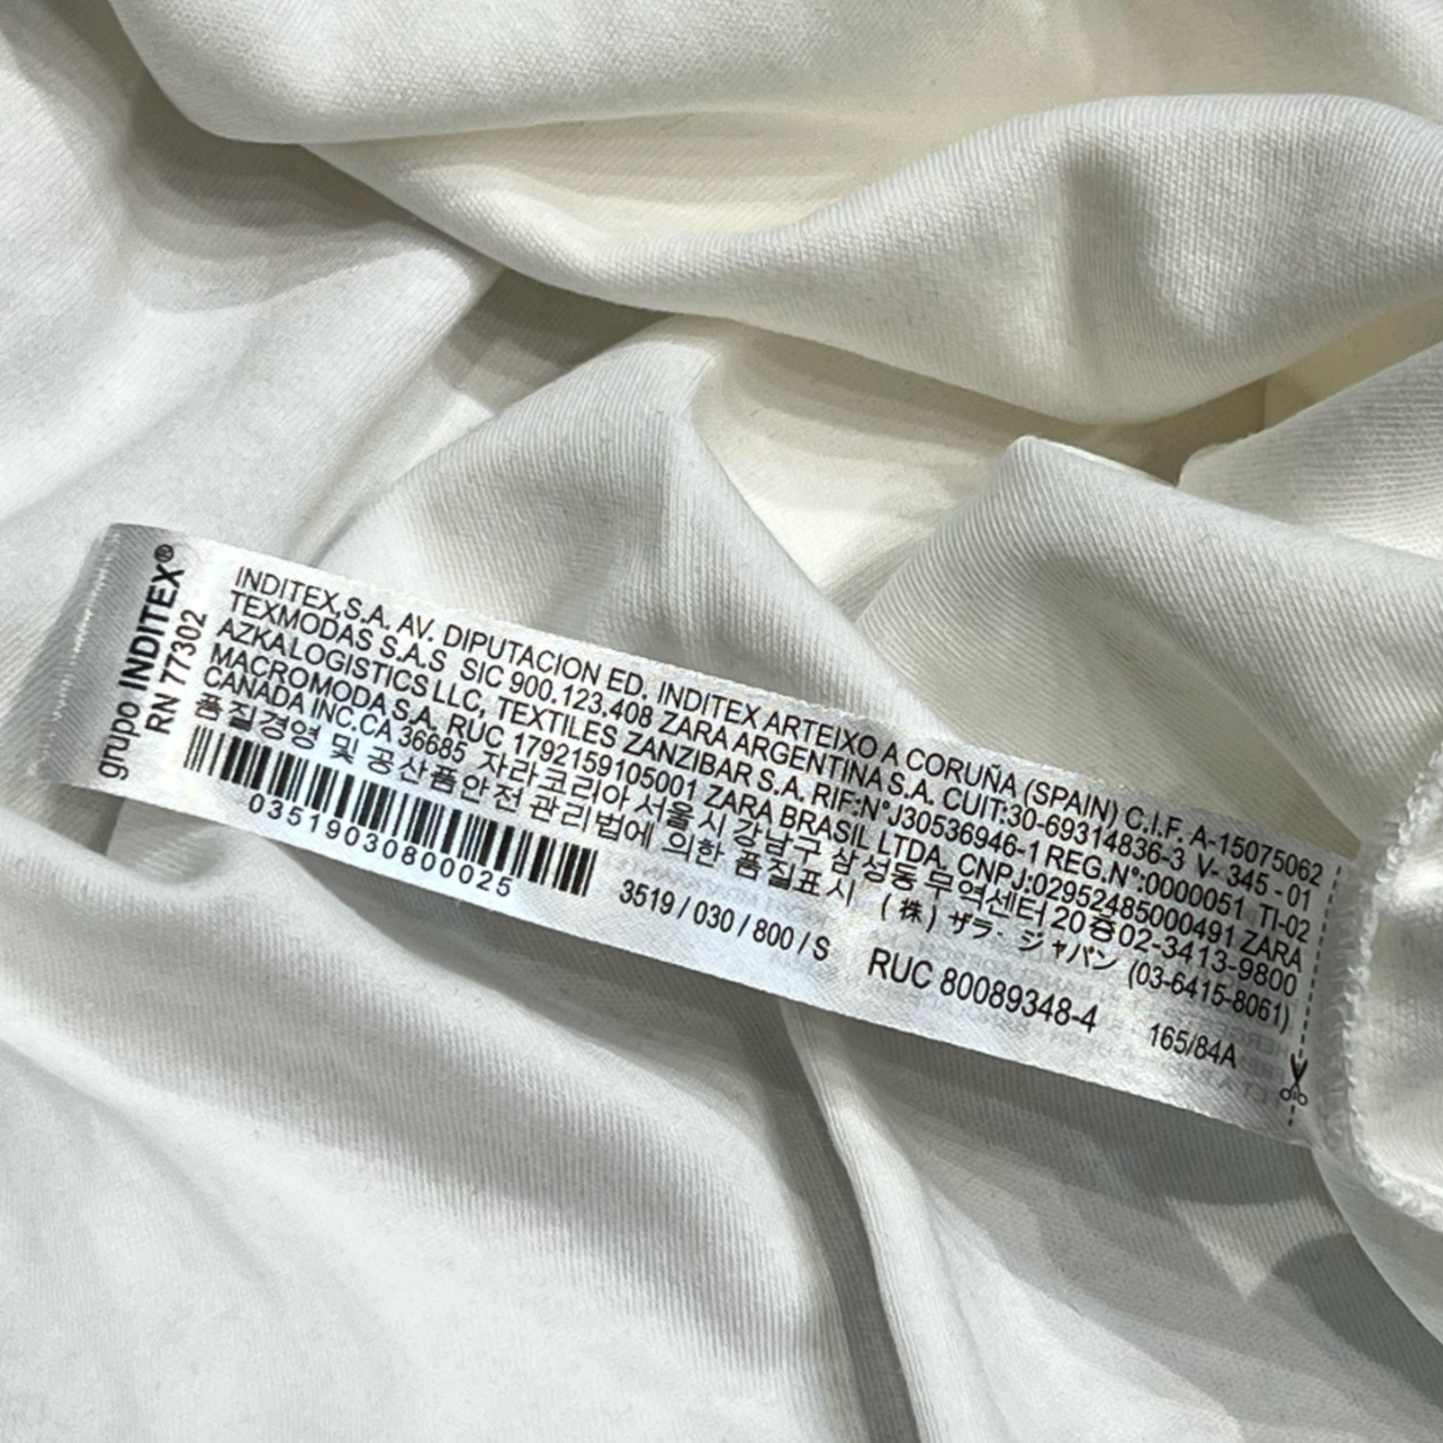 grupo INDITEX®
RN 77302
INDITEX,S.A. AV. DIPUTACION ED. INDITEX ARTEIXO A CORUÑA (SPAIN) C.I.F. A-15075062
TEXMODAS S.A.S SIC 900.123.408 ZARA ARGENTINA S.A. CUIT:30-69314836-3 V- 345 - 01
AZKA LOGISTICS LLC, TEXTILES ZANZIBAR S.A. RIF:N°J30536946-1 REG.N°:0000051 TI-02
MACROMODA S.A. RUC 1792159105001 ZARA BRASIL LTDA. CNPJ:02952485000491 ZARA
CANADA INC.CA 36685 자라코리아 서울시 강남구 삼성동 무역센터 20층 02-3413-9800
품질경영 및 공산품안전 관리법에 의한 품질표시 (株) ザラ・ジャパン (03-6415-8061)
03519030800025
3519 / 030 / 800 / S
RUC 80089348-4
165/84A